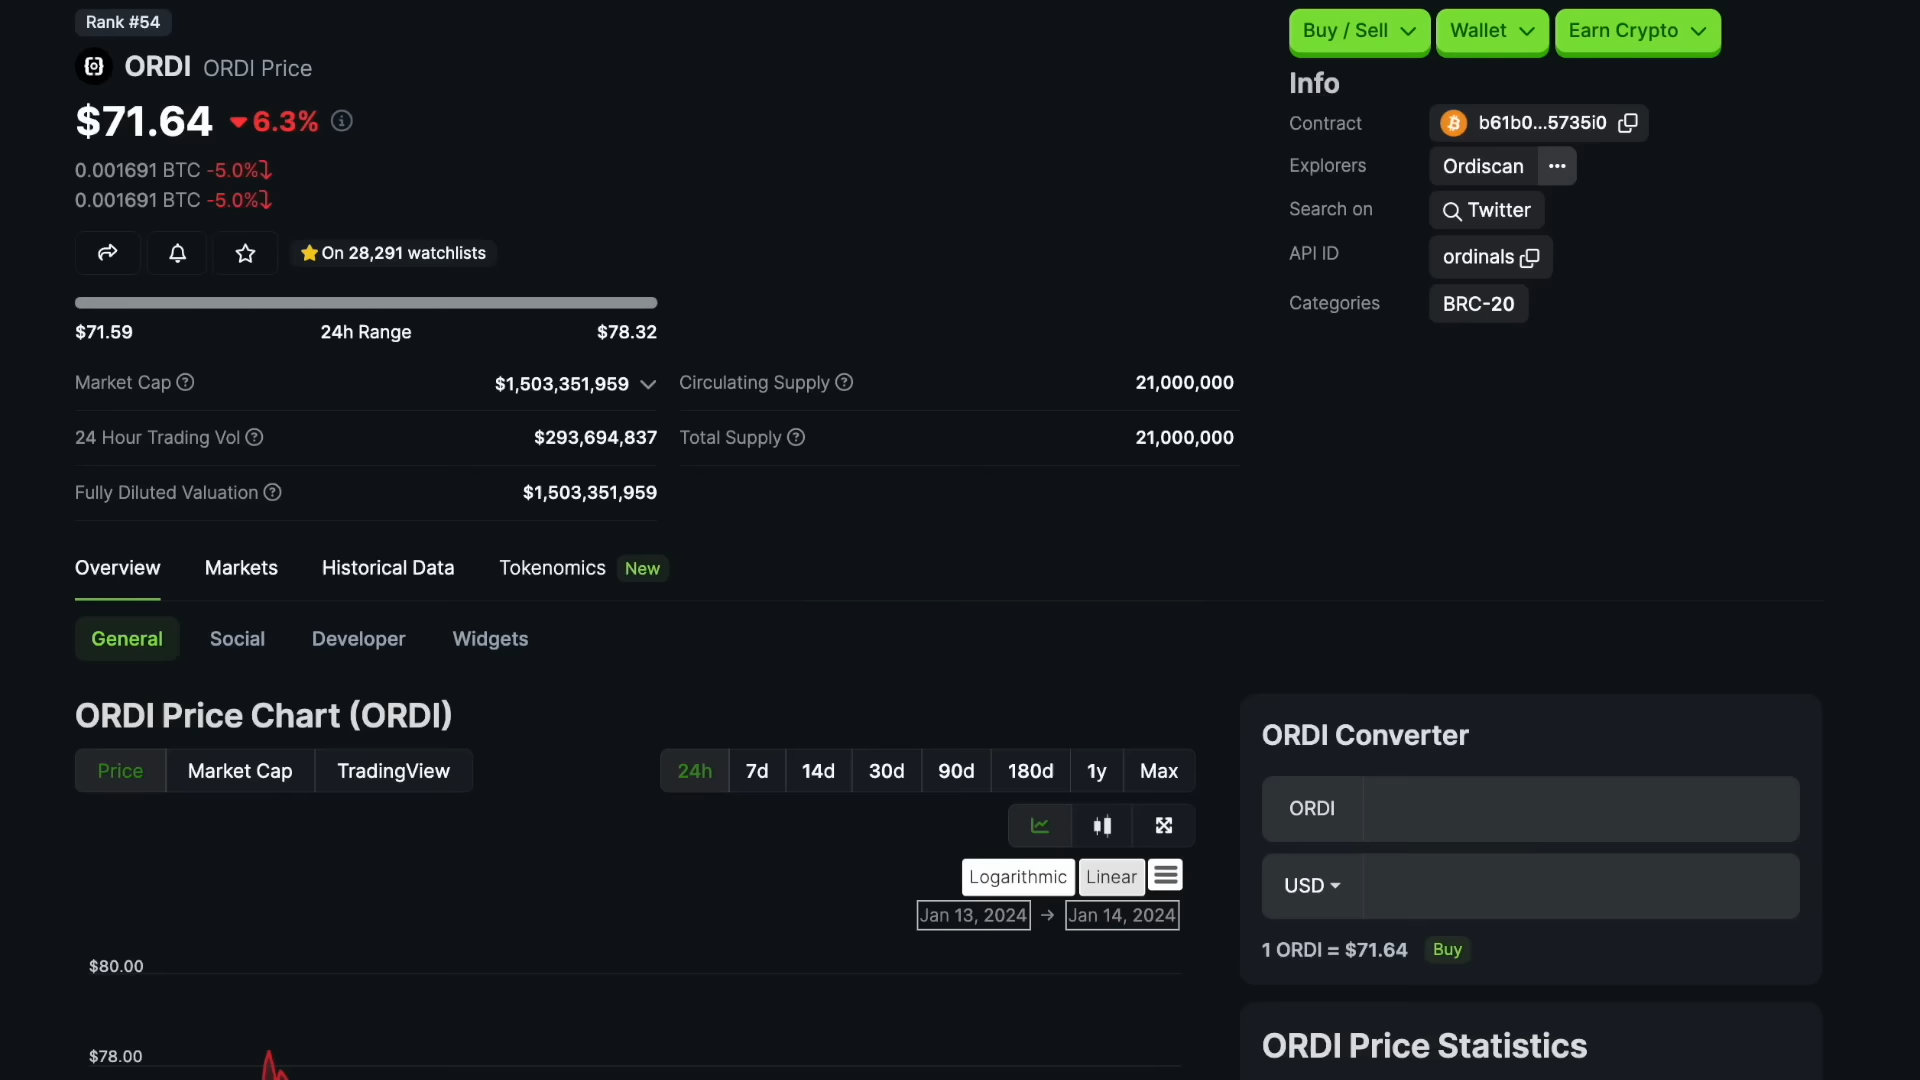 Rank #54
ORDI ORDI Price
$71.64 6.3%
0.001691 BTC -5.0%
0.001691 BTC -5.0%
On 28,291 watchlists
$71.59 24h Range $78.32
Market Cap $1,503,351,959
Circulating Supply 21,000,000
24 Hour Trading Vol $293,694,837
Total Supply 21,000,000
Fully Diluted Valuation $1,503,351,959
Buy / Sell Wallet Earn Crypto
Info
Contract b61b0...5735i0
Explorers Ordiscan
Search on Twitter
API ID ordinals
Categories BRC-20
Overview Markets Historical Data Tokenomics New
General Social Developer Widgets
ORDI Price Chart (ORDI)
Price Market Cap TradingView
24h 7d 14d 30d 90d 180d 1y Max
Logarithmic Linear
Jan 13, 2024 → Jan 14, 2024
$80.00
$78.00
ORDI Converter
ORDI
USD
1 ORDI = $71.64 Buy
ORDI Price Statistics